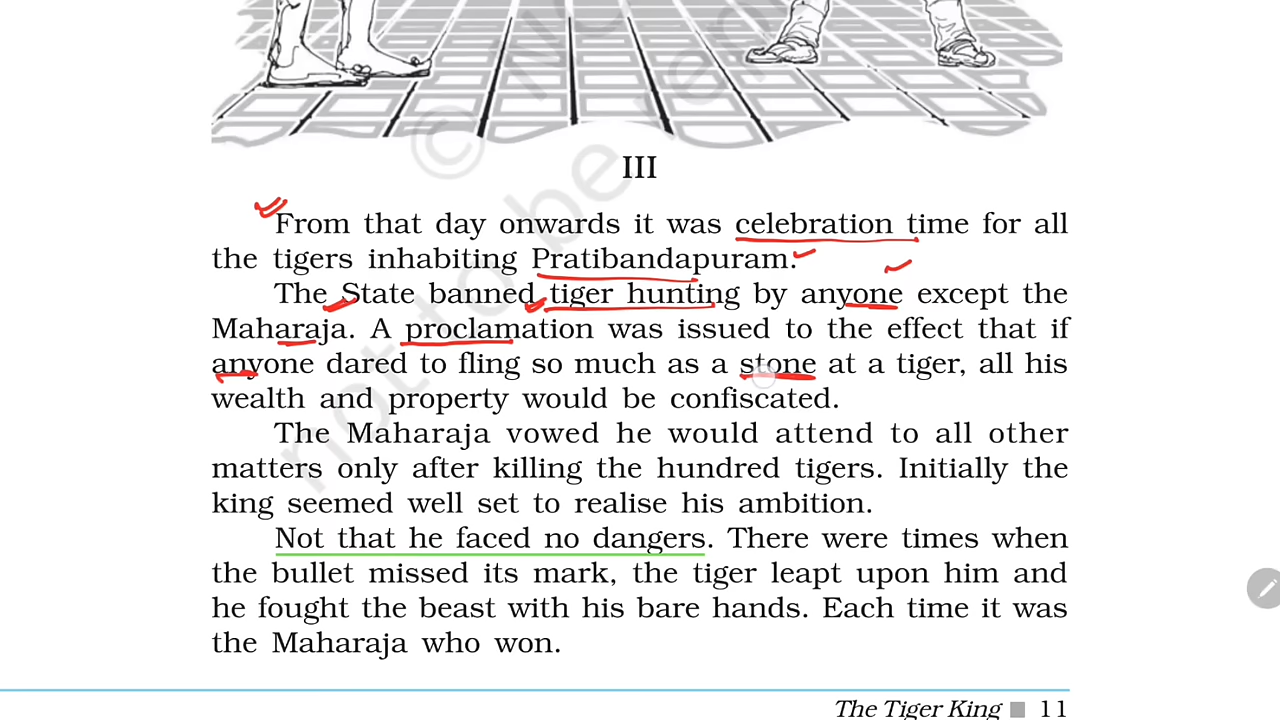 III
From that day onwards it was celebration time for all
the tigers inhabiting Pratibandapuram.
The State banned tiger hunting by anyone except the
Maharaja. A proclamation was issued to the effect that if
anyone dared to fling so much as a stone at a tiger, all his
wealth and property would be confiscated.
The Maharaja vowed he would attend to all other
matters only after killing the hundred tigers. Initially the
king seemed well set to realise his ambition.
Not that he faced no dangers. There were times when
the bullet missed its mark, the tiger leapt upon him and
he fought the beast with his bare hands. Each time it was
the Maharaja who won.
The Tiger King 11
© N
not to be re